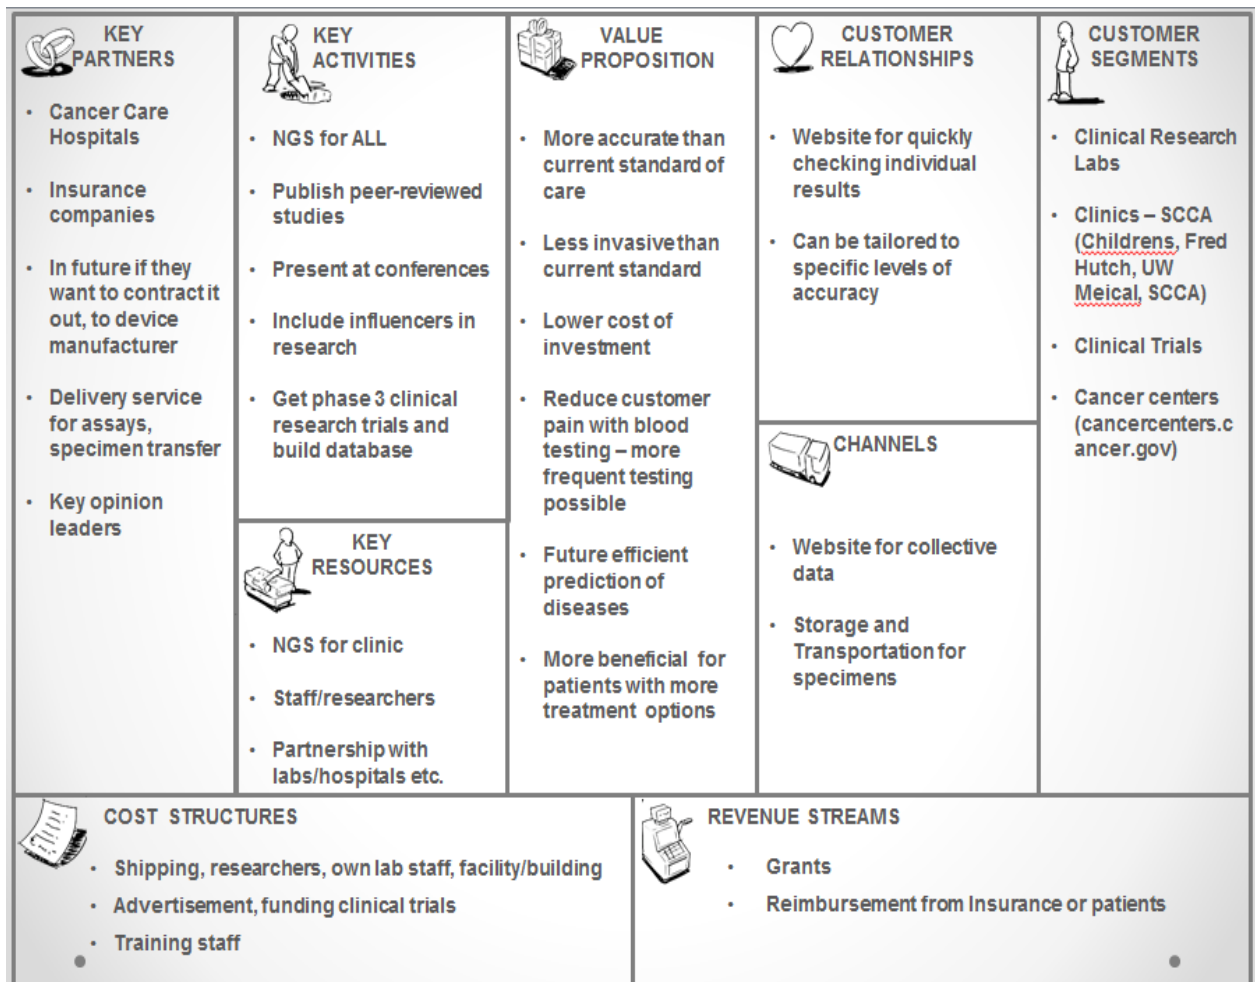 KEY
PARTNERS
• Cancer Care
Hospitals
• Insurance
companies
• In future if they
want to contract it
out, to device
manufacturer
• Delivery service
for assays,
specimen transfer
• Key opinion
leaders
KEY
ACTIVITIES
• NGS for ALL
• Publish peer-reviewed
studies
• Present at conferences
• Include influencers in
research
• Get phase 3 clinical
research trials and
build database
KEY
RESOURCES
• NGS for clinic
• Staff/researchers
• Partnership with
labs/hospitals etc.
VALUE
PROPOSITION
• More accurate than
current standard of
care
• Less invasive than
current standard
• Lower cost of
investment
• Reduce customer
pain with blood
testing – more
frequent testing
possible
• Future efficient
prediction of
diseases
• More beneficial for
patients with more
treatment options
CUSTOMER
RELATIONSHIPS
• Website for quickly
checking individual
results
• Can be tailored to
specific levels of
accuracy
CHANNELS
• Website for collective
data
• Storage and
Transportation for
specimens
CUSTOMER
SEGMENTS
• Clinical Research
Labs
• Clinics – SCCA
(Childrens, Fred
Hutch, UW
Meical, SCCA)
• Clinical Trials
• Cancer centers
(cancercenters.c
ancer.gov)
COST STRUCTURES
• Shipping, researchers, own lab staff, facility/building
• Advertisement, funding clinical trials
• Training staff
REVENUE STREAMS
• Grants
• Reimbursement from Insurance or patients